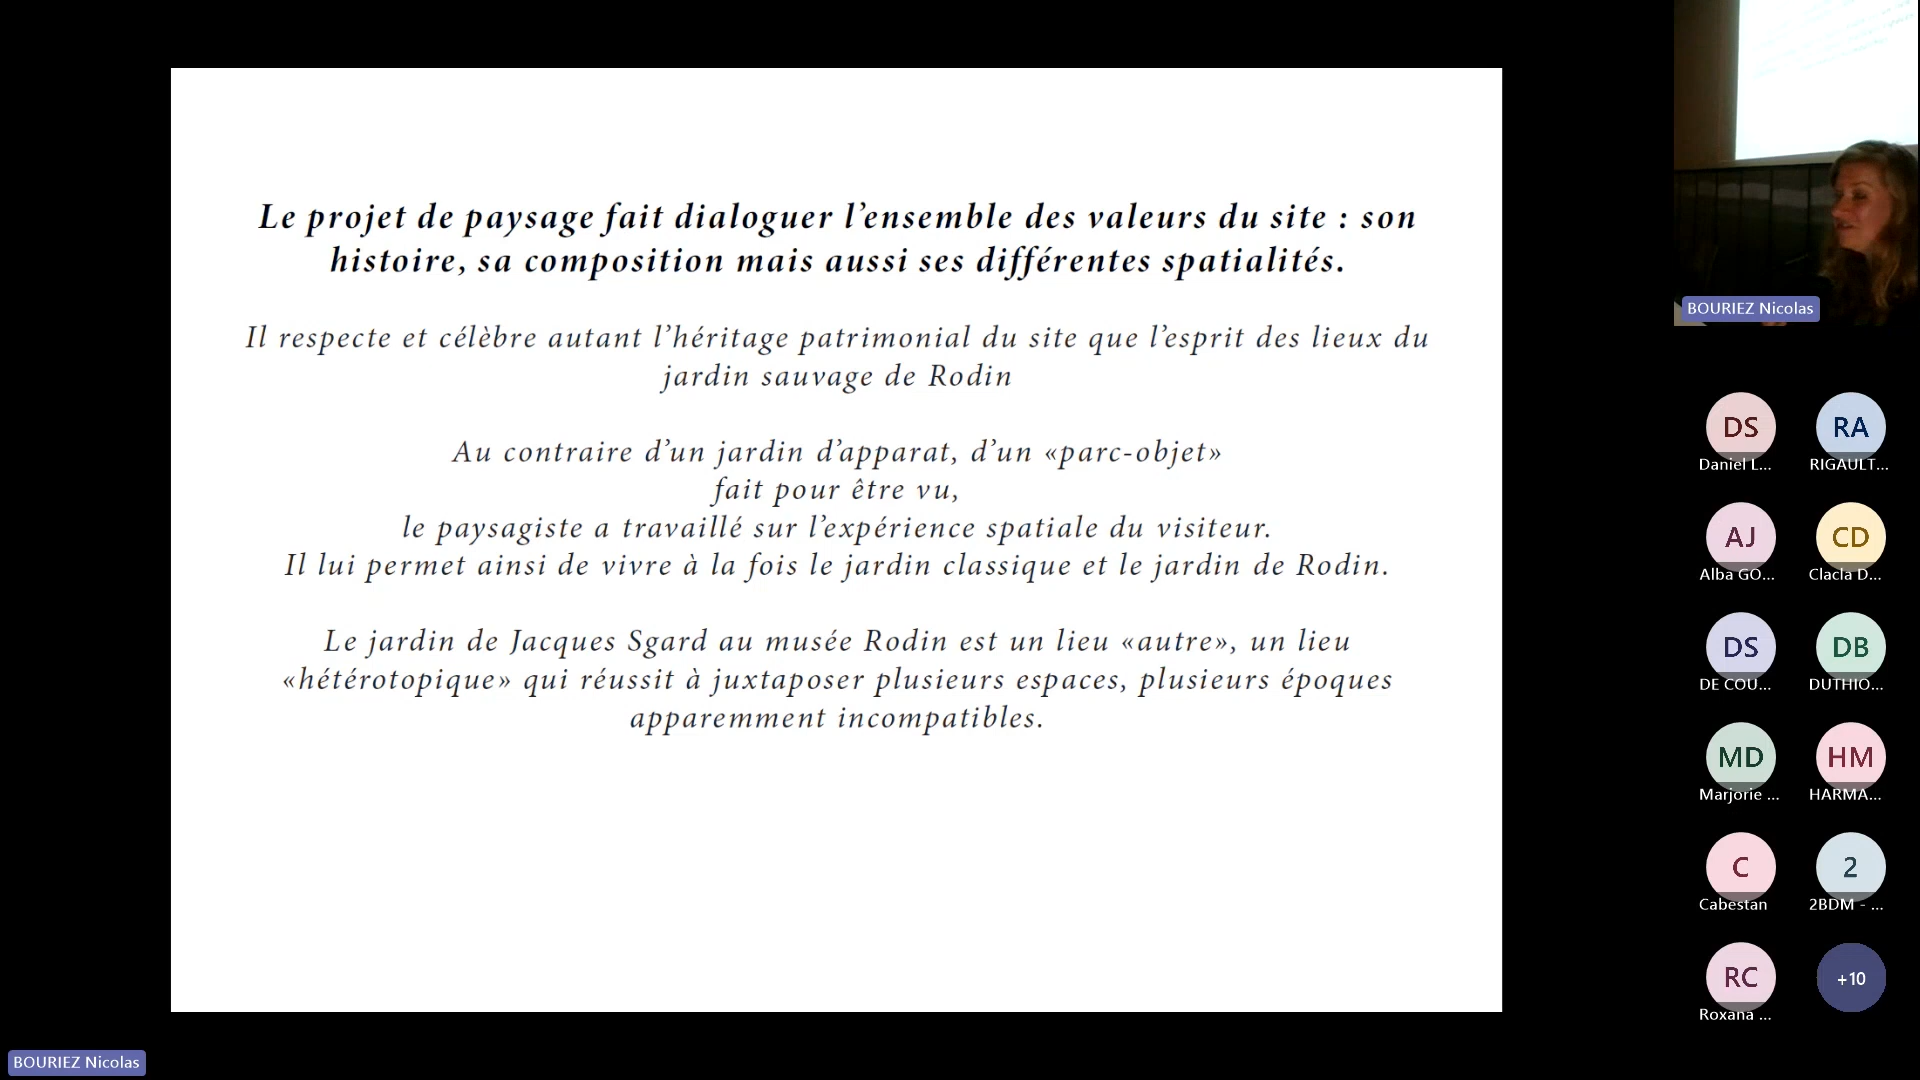 Le projet de paysage fait dialoguer l’ensemble des valeurs du site : son
histoire, sa composition mais aussi ses différentes spatialités.
Il respecte et célèbre autant l’héritage patrimonial du site que l’esprit des lieux du
jardin sauvage de Rodin
Au contraire d’un jardin d’apparat, d’un «parc-objet»
fait pour être vu,
le paysagiste a travaillé sur l’expérience spatiale du visiteur.
Il lui permet ainsi de vivre à la fois le jardin classique et le jardin de Rodin.
Le jardin de Jacques Sgard au musée Rodin est un lieu «autre», un lieu
«hétérotopique» qui réussit à juxtaposer plusieurs espaces, plusieurs époques
apparemment incompatibles.
BOURIEZ Nicolas
DS RA
Daniel L... RIGAULT...
AJ CD
Alba GO... Clacla D...
DS DB
DE COU... DUTHIO...
MD HM
Marjorie ... HARMA...
C 2
Cabestan 2BDM - ...
RC +10
Roxana ...
BOURIEZ Nicolas